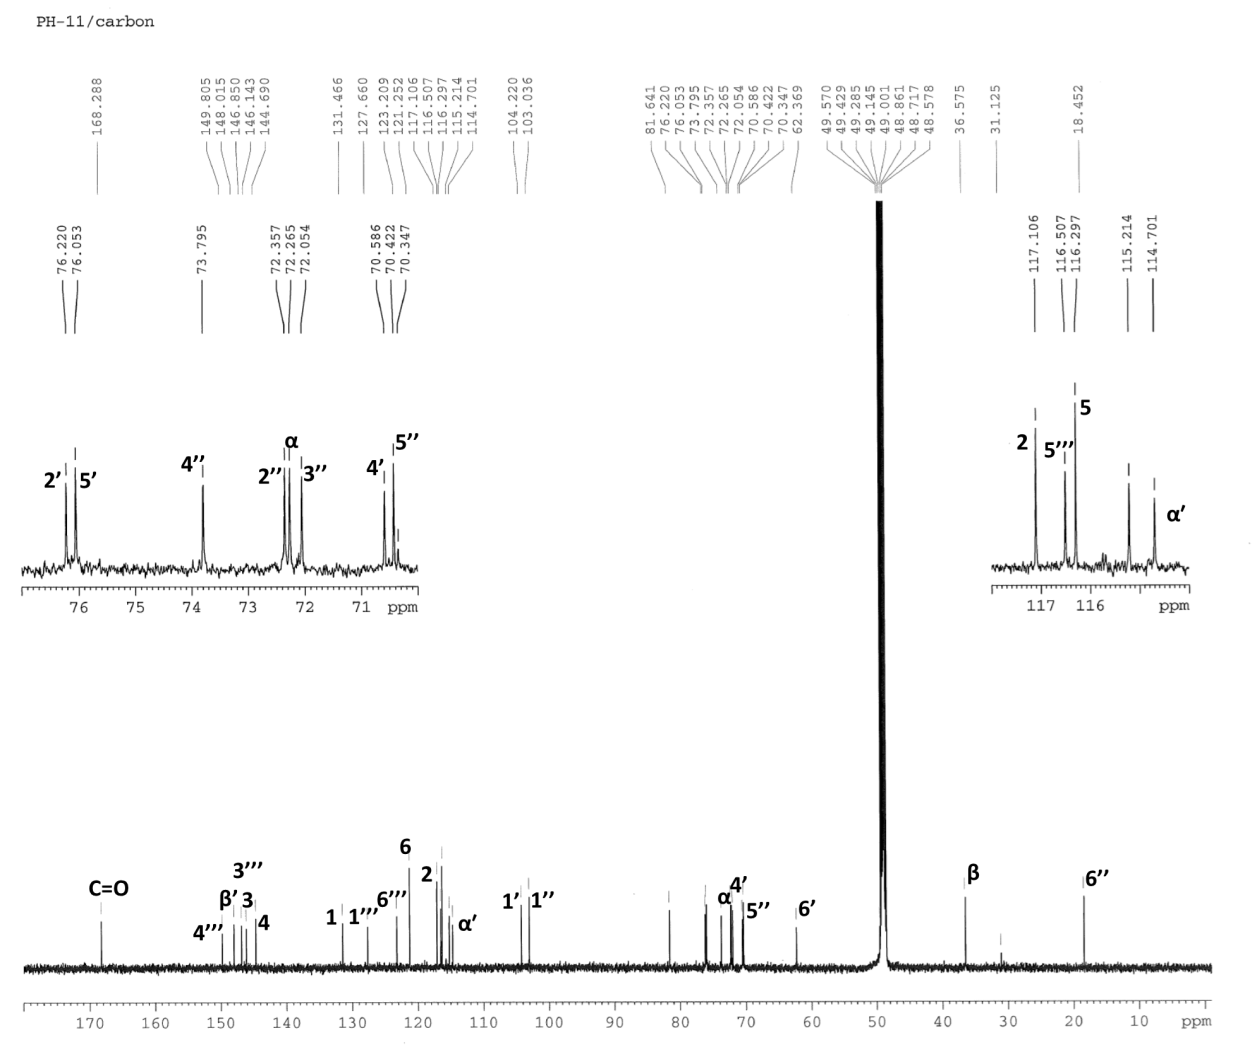 PH-11/carbon
168.288 149.805 148.015 146.850 146.143 144.690 131.466 127.660 123.209 121.252 117.106 116.507 116.297 115.214 114.701 104.220 103.036 81.641 76.220 76.053 73.795 72.357 72.265 72.054 70.586 70.422 70.347 62.369 49.570 49.429 49.285 49.145 49.001 48.861 48.717 48.578 36.575 31.125 18.452
76.220 76.053 73.795 72.357 72.265 72.054 70.586 70.422 70.347
117.106 116.507 116.297 115.214 114.701
2' 5' 4'' 2'' α 3'' 4' 5''
76 75 74 73 72 71 ppm
2 5''' 5 α'
117 116 ppm
C=O 4''' β' 3''' 3 4 1 1''' 6''' 6 2 α' 1' 1'' α 4' 5'' 6' β 6''
170 160 150 140 130 120 110 100 90 80 70 60 50 40 30 20 10 ppm